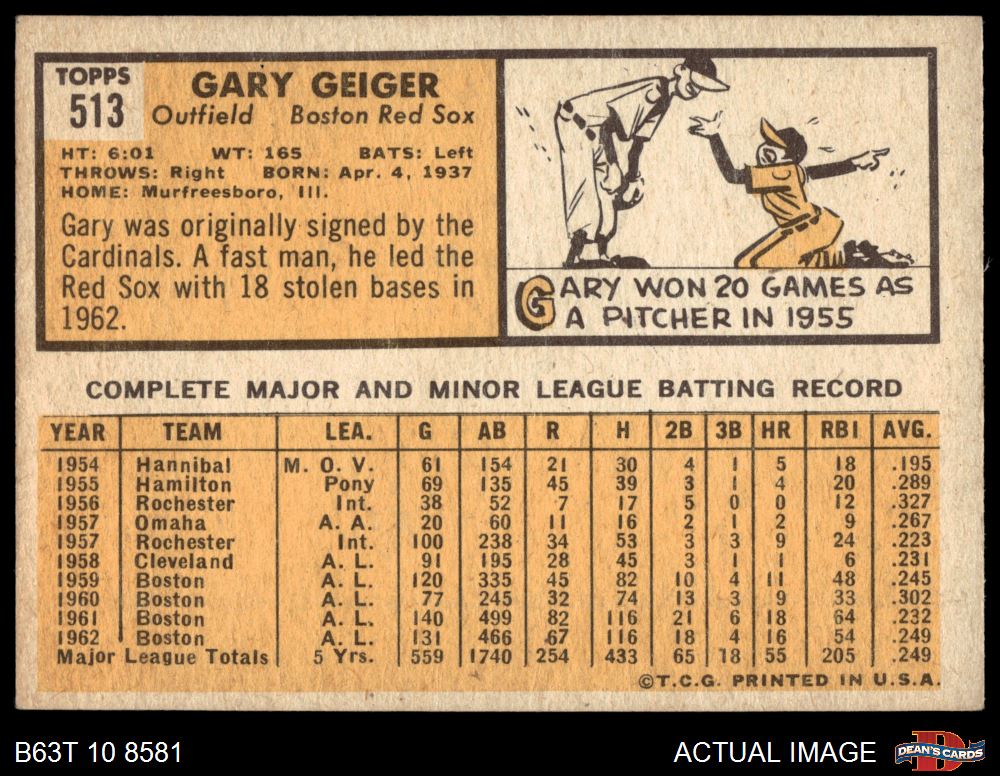 TOPPS
513
GARY GEIGER
Outfield Boston Red Sox
HT: 6:01 WT: 165 BATS: Left
THROWS: Right BORN: Apr. 4, 1937
HOME: Murfreesboro, Ill.
Gary was originally signed by the
Cardinals. A fast man, he led the
Red Sox with 18 stolen bases in
1962.
GARY WON 20 GAMES AS
A PITCHER IN 1955
COMPLETE MAJOR AND MINOR LEAGUE BATTING RECORD
YEAR TEAM LEA. G AB R H 2B 3B HR RBI AVG.
1954 Hannibal M. O. V. 61 154 21 30 4 1 5 18 .195
1955 Hamilton Pony 69 135 45 39 3 1 4 20 .289
1956 Rochester Int. 38 52 7 17 5 0 0 12 .327
1957 Omaha A. A. 20 60 11 16 2 1 2 9 .267
1957 Rochester Int. 100 238 34 53 3 3 9 24 .223
1958 Cleveland A. L. 91 195 28 45 3 1 1 6 .231
1959 Boston A. L. 120 335 45 82 10 4 11 48 .245
1960 Boston A. L. 77 245 32 74 13 3 9 33 .302
1961 Boston A. L. 140 499 82 116 21 6 18 64 .232
1962 Boston A. L. 131 466 67 116 18 4 16 54 .249
Major League Totals 5 Yrs. 559 1740 254 433 65 18 55 205 .249
©T.C.G. PRINTED IN U.S.A.
B63T 10 8581 ACTUAL IMAGE DEAN'S CARDS